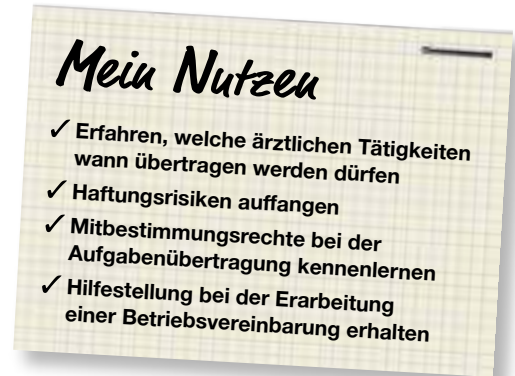 Mein Nutzen
✓ Erfahren, welche ärztlichen Tätigkeiten
wann übertragen werden dürfen
✓ Haftungsrisiken auffangen
✓ Mitbestimmungsrechte bei der
Aufgabenübertragung kennenlernen
✓ Hilfestellung bei der Erarbeitung
einer Betriebsvereinbarung erhalten